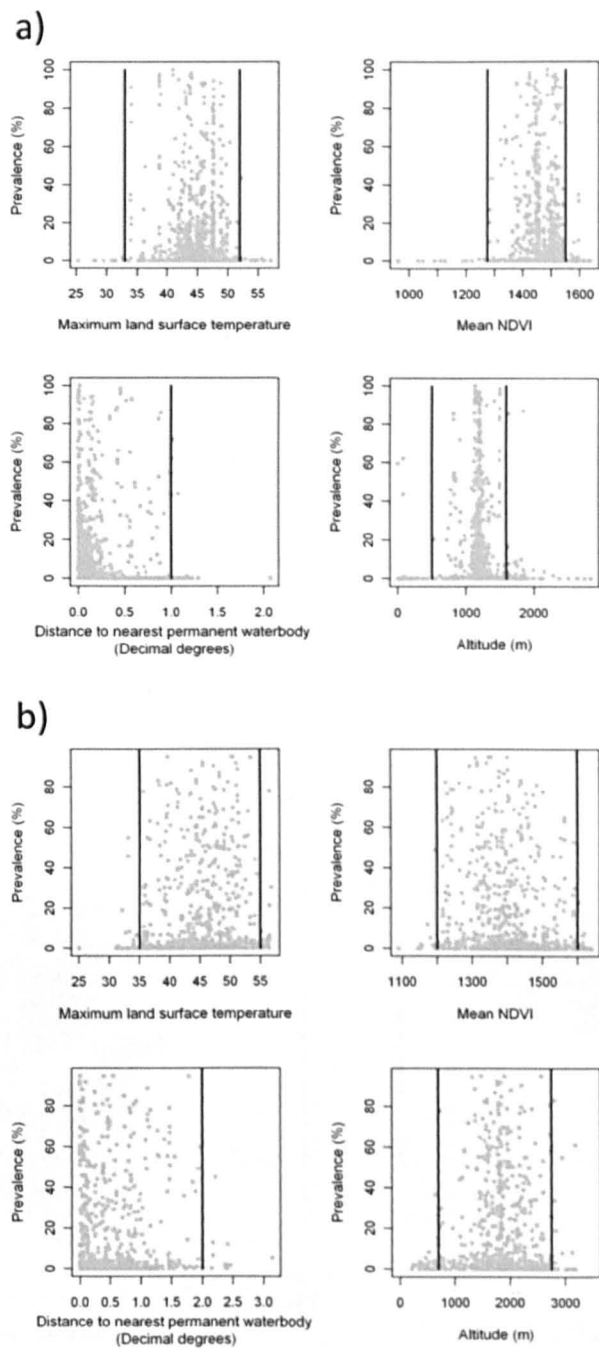 a)
Prevalence (%)
0 20 40 60 80 100
25 30 35 40 45 50 55
Maximum land surface temperature
Prevalence (%)
0 20 40 60 80 100
1000 1200 1400 1600
Mean NDVI
Prevalence (%)
0 20 40 60 80 100
0.0 0.5 1.0 1.5 2.0
Distance to nearest permanent waterbody
(Decimal degrees)
Prevalence (%)
0 20 40 60 80 100
0 1000 2000
Altitude (m)
b)
Prevalence (%)
0 20 40 60 80
25 30 35 40 45 50 55
Maximum land surface temperature
Prevalence (%)
0 20 40 60 80
1100 1300 1500
Mean NDVI
Prevalence (%)
0 20 40 60 80
0.0 0.5 1.0 1.5 2.0 2.5 3.0
Distance to nearest permanent waterbody
(Decimal degrees)
Prevalence (%)
0 20 40 60 80
0 1000 2000 3000
Altitude (m)